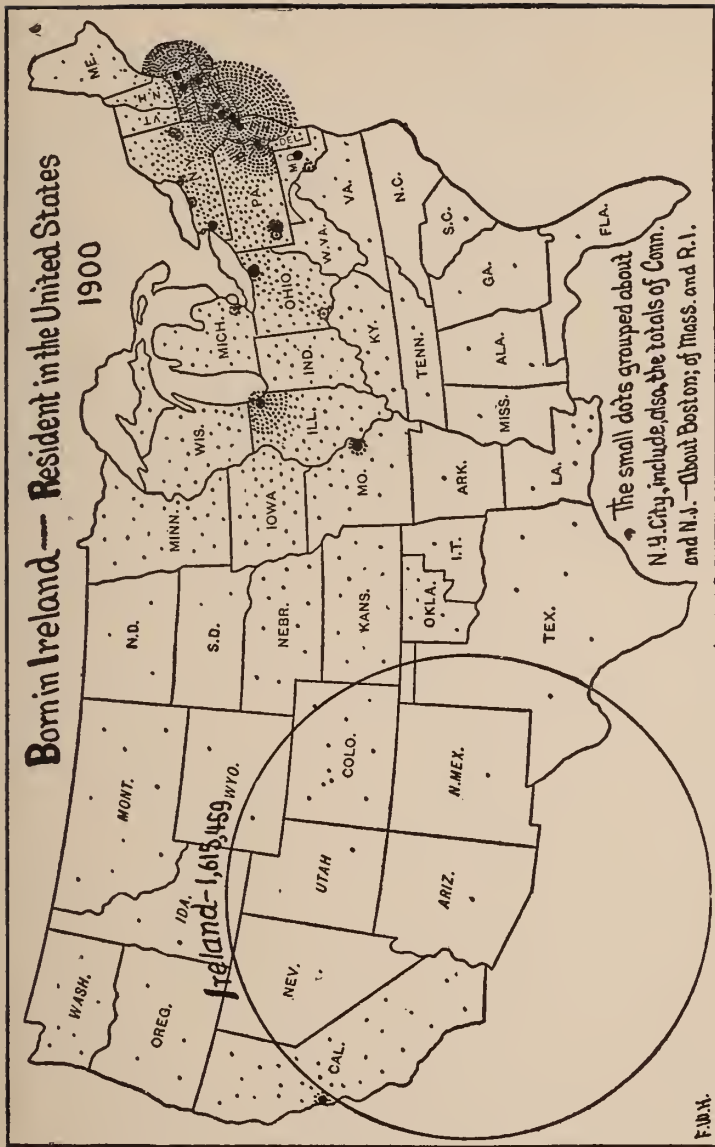 Born in Ireland— Resident in the United States
1900
WASH.
MONT.
N.D.
MINN.
ME.
OREG.
IDA.
WYO.
S.D.
WIS.
MICH.
N.Y.
VT.
N.H.
Ireland-1,615,459
NEBR.
IOWA
ILL.
IND.
OHIO
PA.
NEV.
UTAH
COLO.
KANS.
MO.
KY.
W.VA.
VA.
MD.
CAL.
ARIZ.
N.MEX.
OKLA.
I.T.
ARK.
TENN.
N.C.
S.C.
TEX.
LA.
MISS.
ALA.
GA.
FLA.
The small dots grouped about
N.Y. City, include, also, the totals of Conn.
and N.J.—About Boston; of Mass. and R.I.
F.W.H.